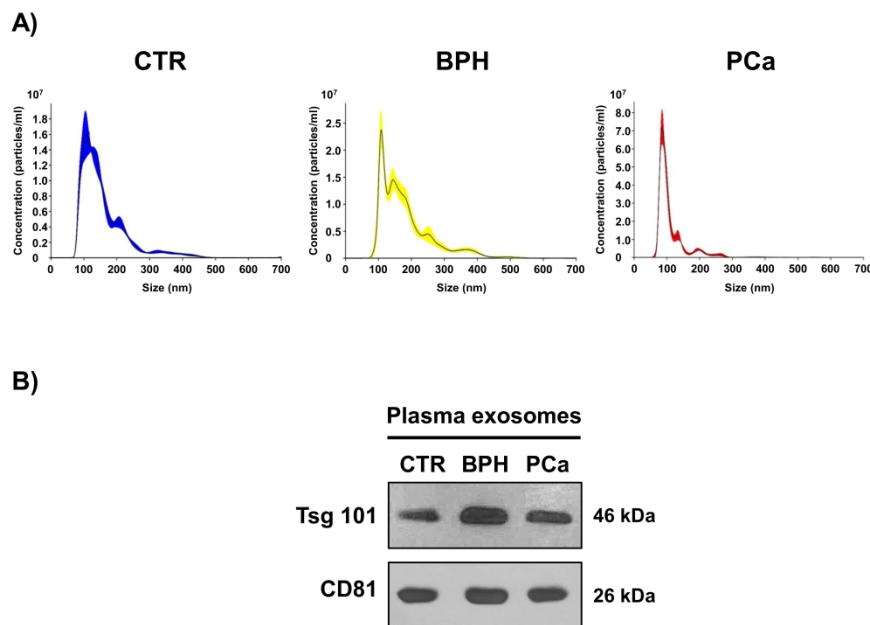 A)
CTR
BPH
PCa
10⁷
Concentration (particles/ml)
1.8
1.6
1.4
1.2
1.0
0.8
0.6
0.4
0.2
0
0 100 200 300 400 500 600 700
Size (nm)
10⁷
Concentration (particles/ml)
2.5
2.0
1.5
1.0
0.5
0
0 100 200 300 400 500 600 700
Size (nm)
10⁷
Concentration (particles/ml)
8.0
7.0
6.0
5.0
4.0
3.0
2.0
1.0
0
0 100 200 300 400 500 600 700
Size (nm)
B)
Plasma exosomes
CTR BPH PCa
Tsg 101 46 kDa
CD81 26 kDa